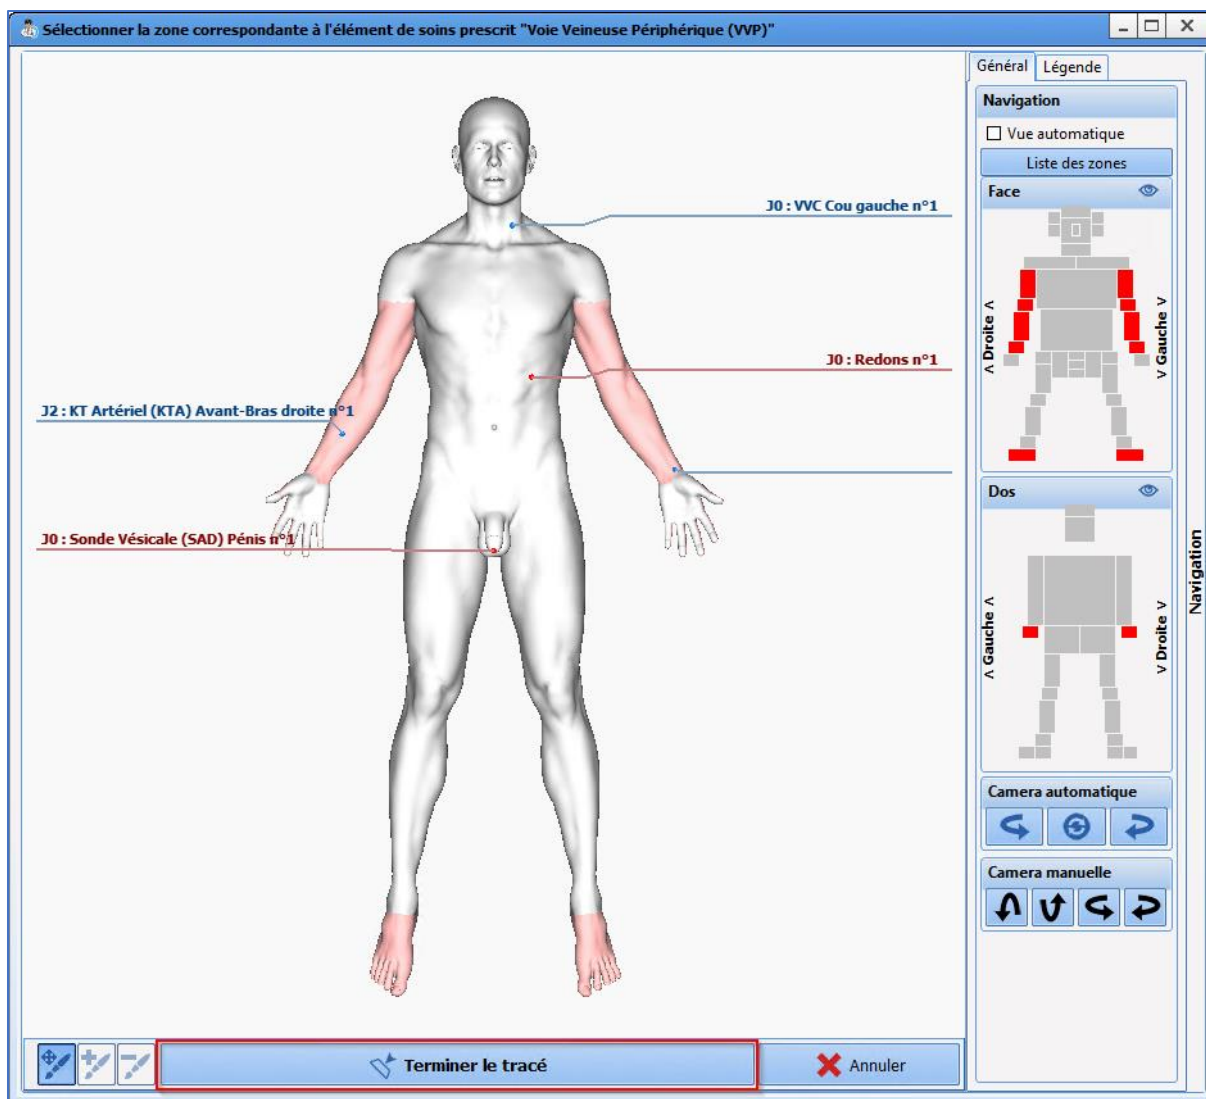 Sélectionner la zone correspondante à l'élément de soins prescrit "Voie Veineuse Périphérique (VVP)"
Général
Légende
Navigation
Vue automatique
Liste des zones
Face
J0 : VVC Cou gauche n°1
< Droite <
> Gauche >
J0 : Redons n°1
J2 : KT Artériel (KTA) Avant-Bras droite n°1
Dos
J0 : Sonde Vésicale (SAD) Pénis n°1
Navigation
< Gauche <
> Droite >
Camera automatique
Camera manuelle
Terminer le tracé
Annuler